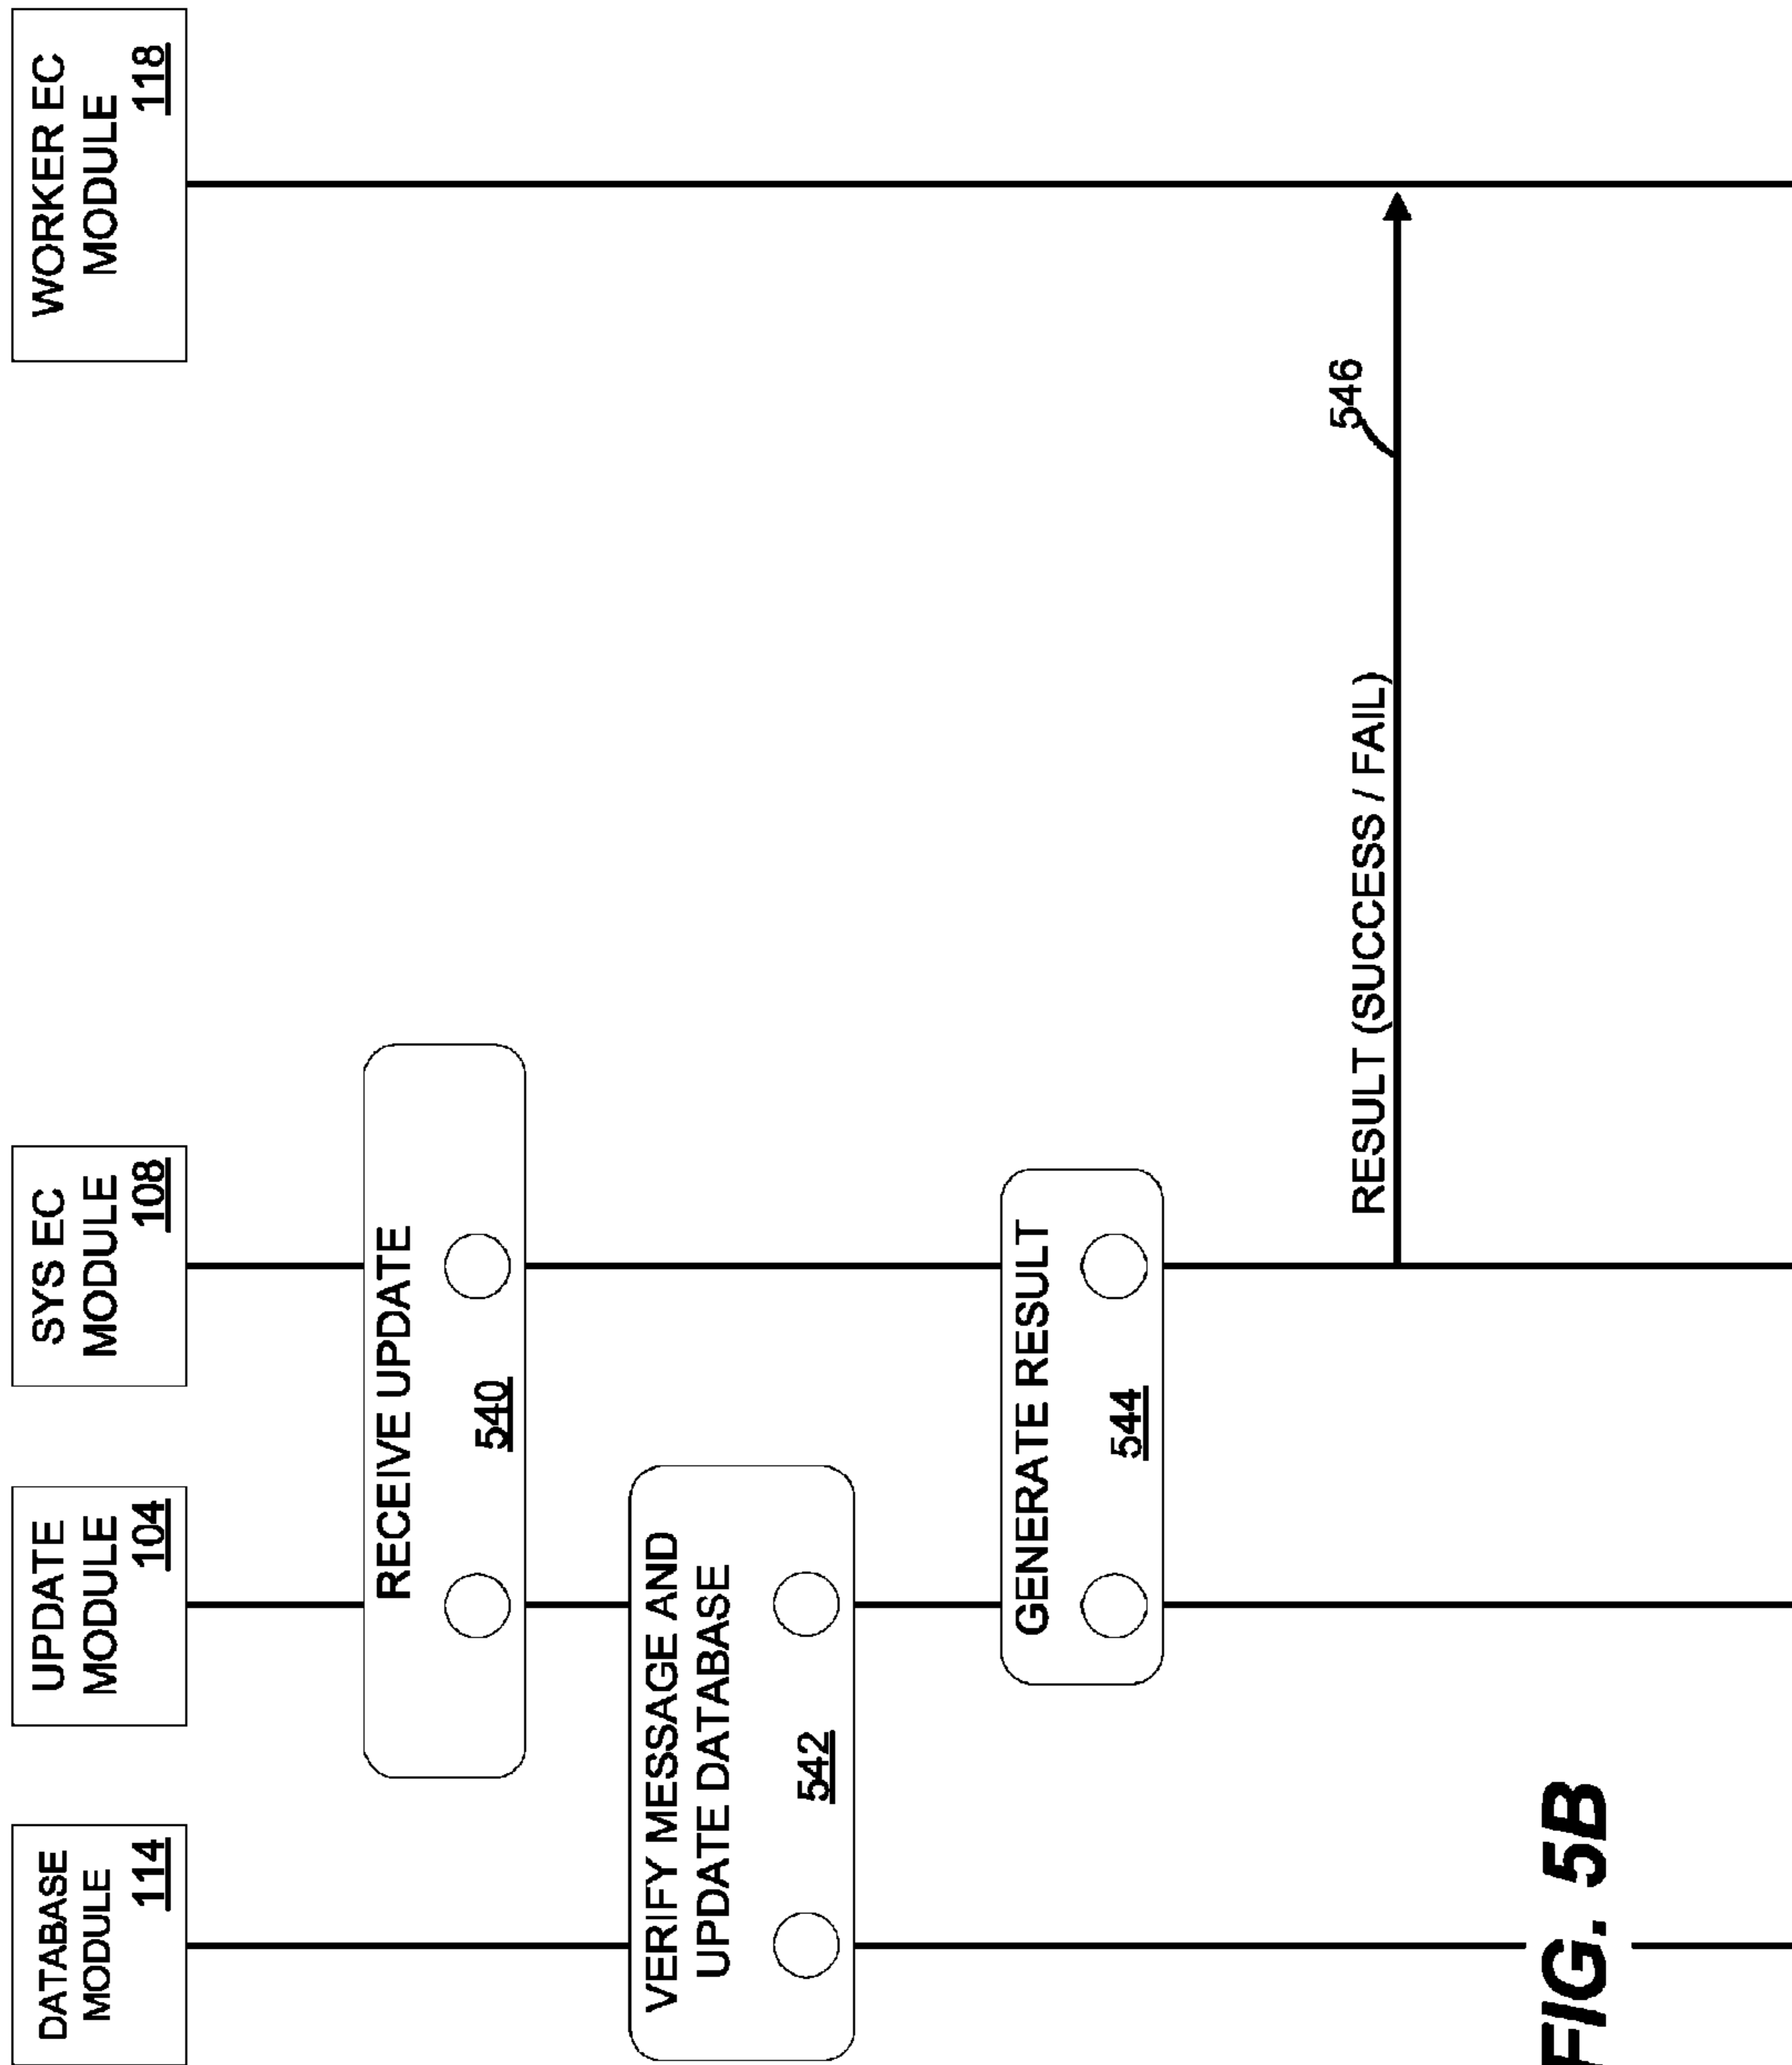 DATABASE
MODULE
114
UPDATE
MODULE
104
SYS EC
MODULE
108
WORKER EC
MODULE
118
RECEIVE UPDATE
540
VERIFY MESSAGE AND
UPDATE DATABASE
542
GENERATE RESULT
544
RESULT (SUCCESS / FAIL)
546
FIG. 5B